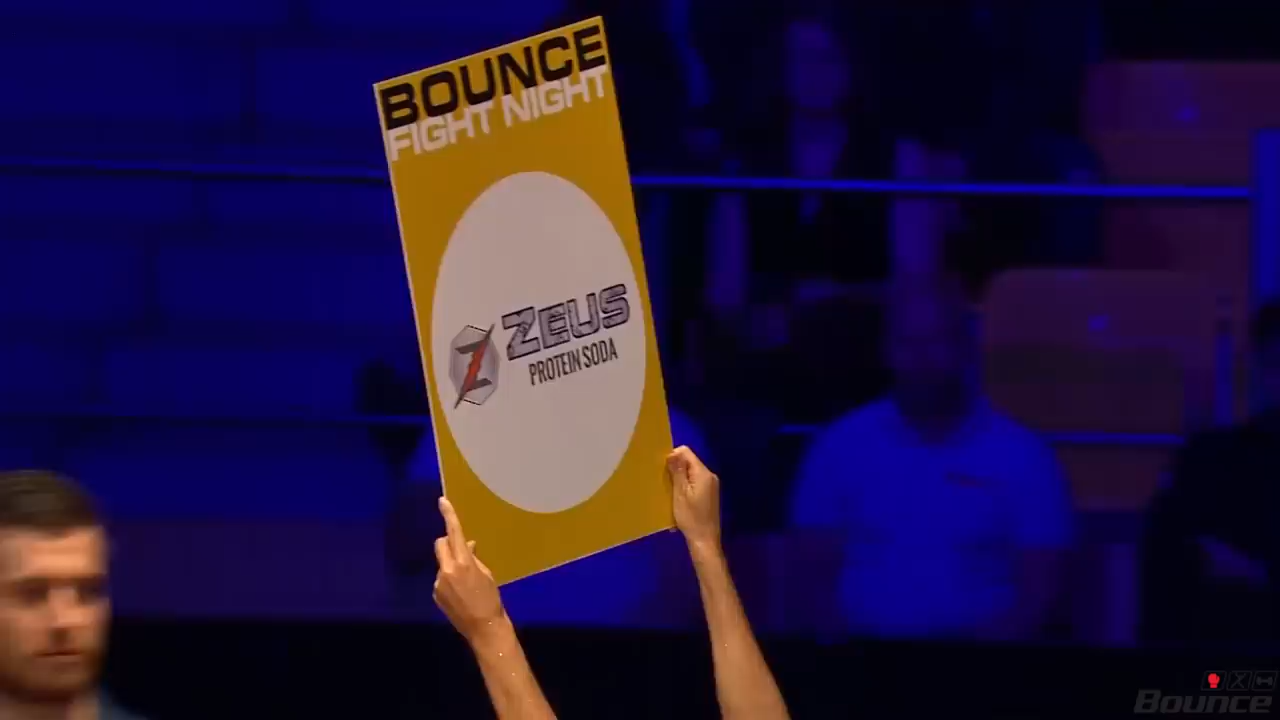 BOUNCE
FIGHT NIGHT
Z ZEUS
PROTEIN SODA
Bounce